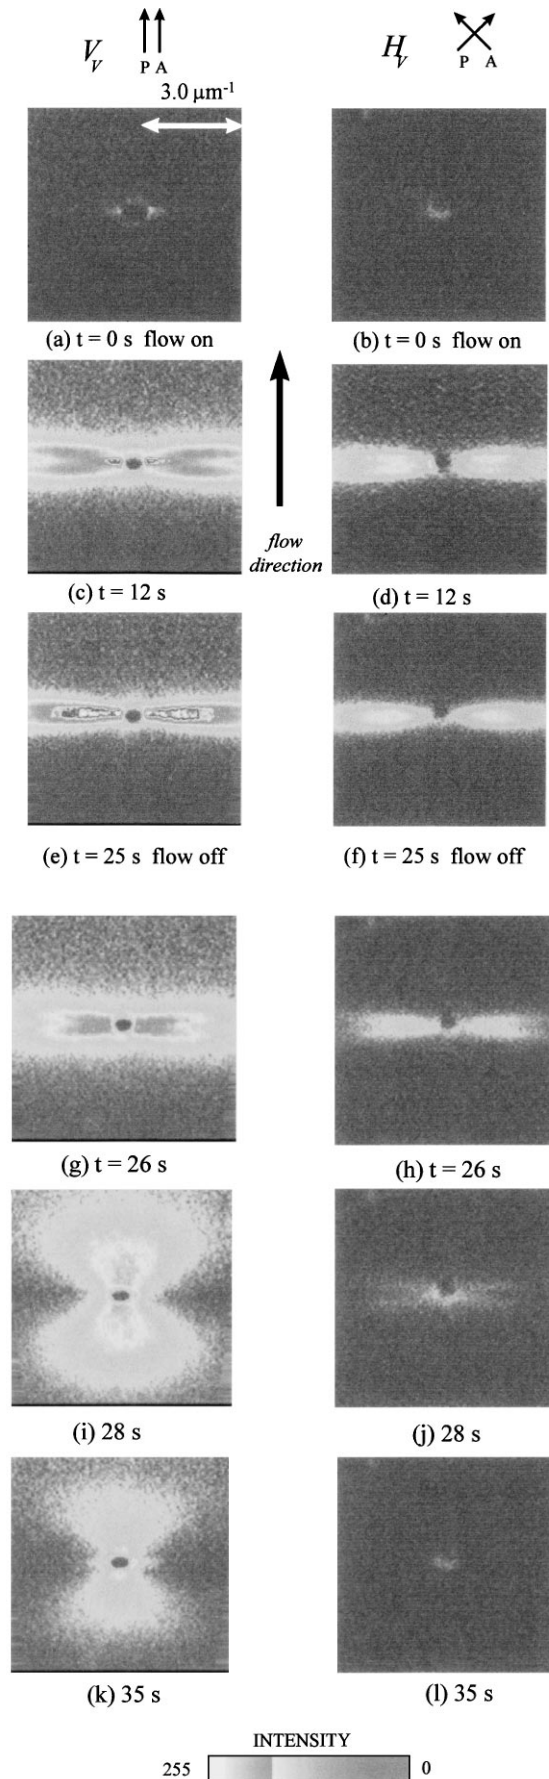 V_V P A H_V P A
3.0 µm⁻¹
(a) t = 0 s flow on (b) t = 0 s flow on
flow
direction
(c) t = 12 s (d) t = 12 s
(e) t = 25 s flow off (f) t = 25 s flow off
(g) t = 26 s (h) t = 26 s
(i) 28 s (j) 28 s
(k) 35 s (l) 35 s
INTENSITY
255 0